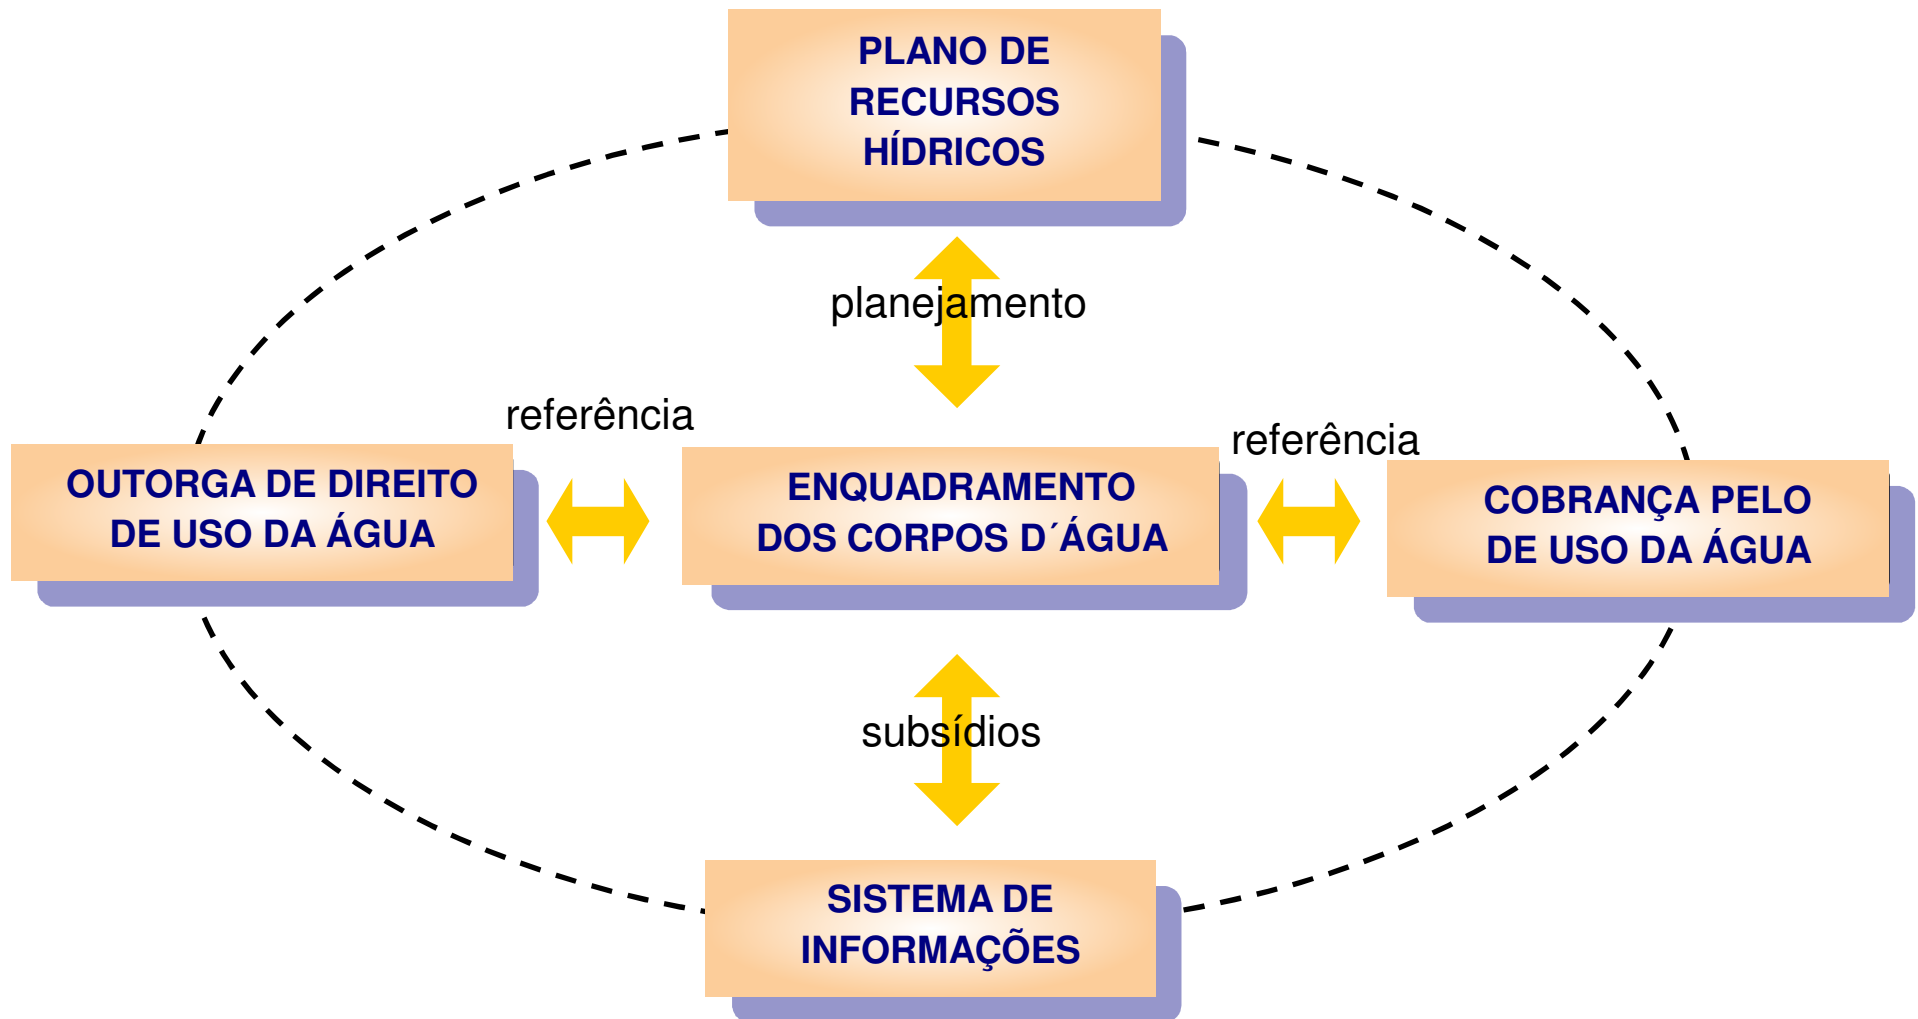 PLANO DE
RECURSOS
HÍDRICOS
planejamento
referência
referência
OUTORGA DE DIREITO
DE USO DA ÁGUA
ENQUADRAMENTO
DOS CORPOS D´ÁGUA
COBRANÇA PELO
DE USO DA ÁGUA
subsídios
SISTEMA DE
INFORMAÇÕES